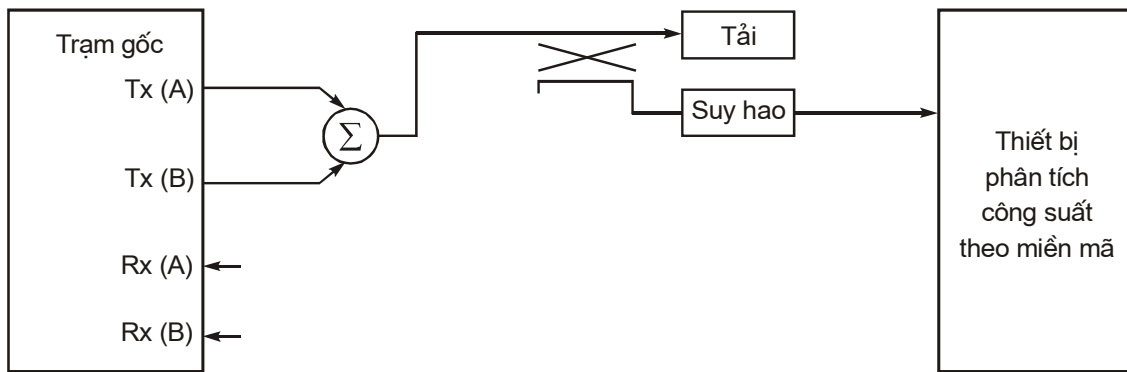 Trạm gốc
Tx (A)
Tx (B)
Rx (A)
Rx (B)
Σ
Tải
Suy hao
Thiết bị
phân tích
công suất
theo miền mã